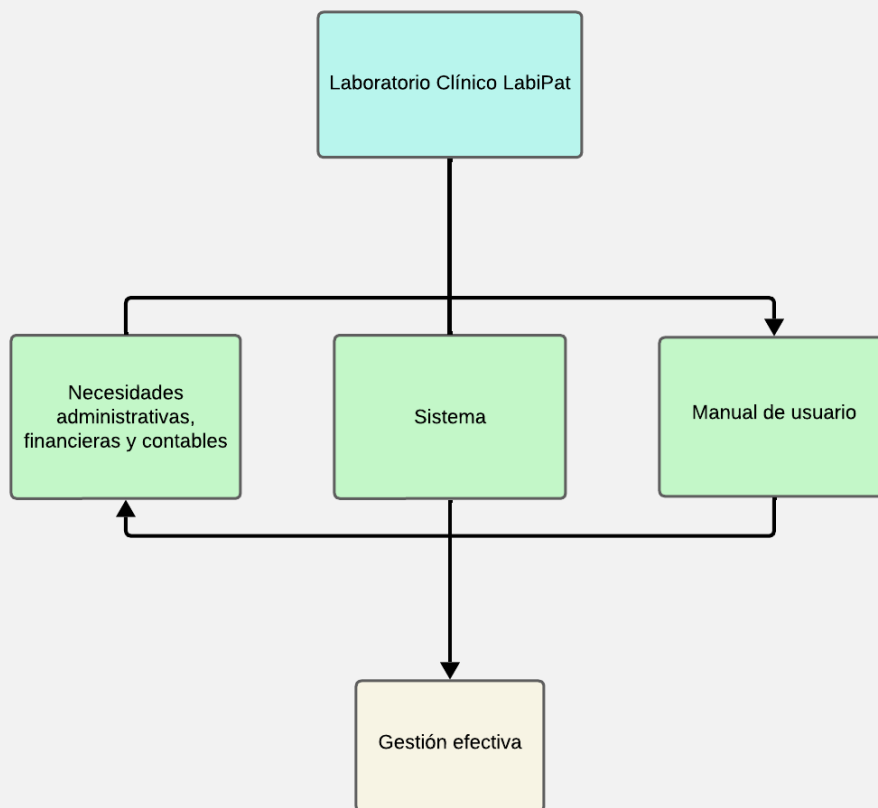 Laboratorio Clínico LabiPat
Necesidades
administrativas,
financieras y contables
Sistema
Manual de usuario
Gestión efectiva